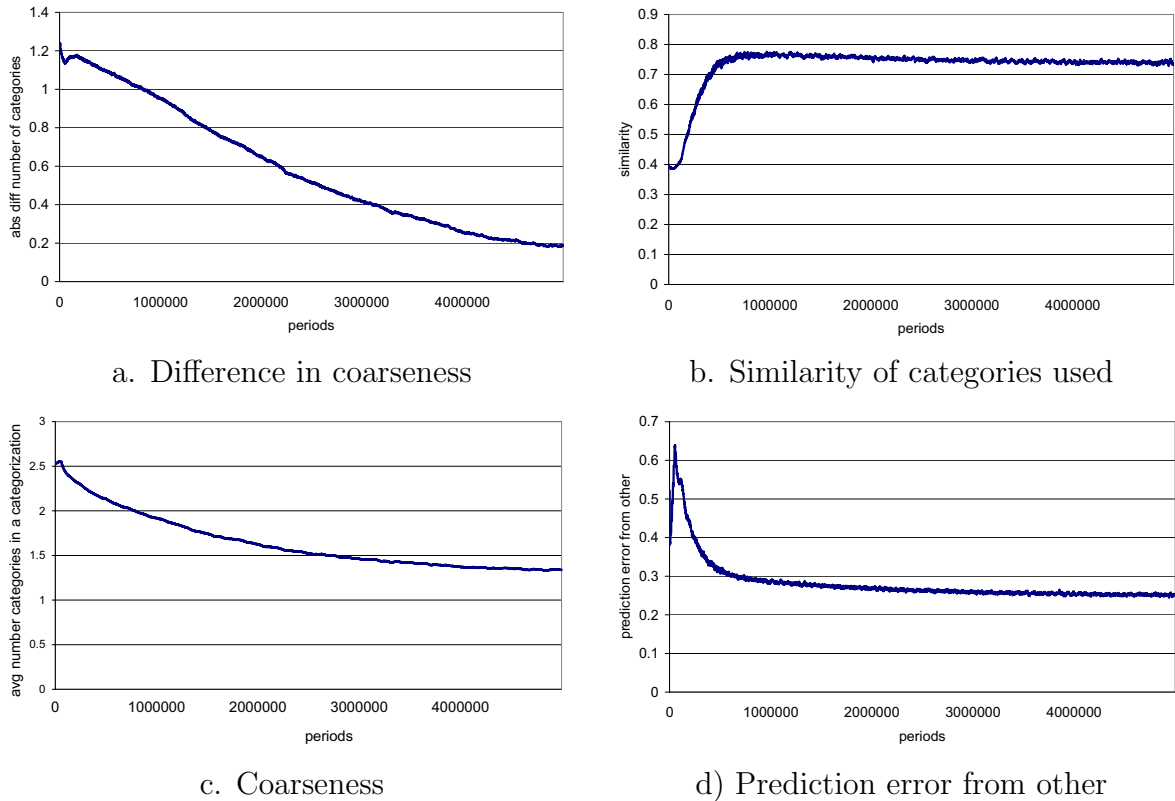 1.4
1.2
1
0.8
0.6
0.4
0.2
0
abs diff number of categories
0 1000000 2000000 3000000 4000000
periods
a. Difference in coarseness
0.9
0.8
0.7
0.6
0.5
0.4
0.3
0.2
0.1
0
similarity
0 1000000 2000000 3000000 4000000
periods
b. Similarity of categories used
3
2.5
2
1.5
1
0.5
0
avg number categories in a categorization
0 1000000 2000000 3000000 4000000
periods
c. Coarseness
0.7
0.6
0.5
0.4
0.3
0.2
0.1
0
prediction error from other
0 1000000 2000000 3000000 4000000
periods
d) Prediction error from other